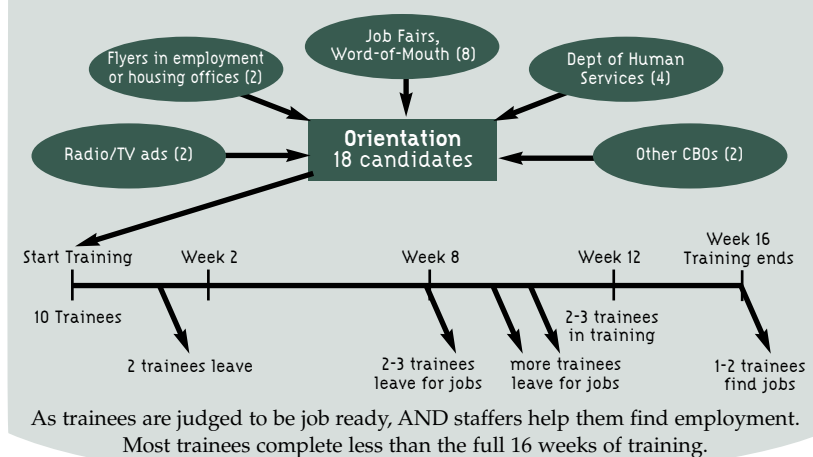 Job Fairs,
Word-of-Mouth (8)
Flyers in employment
or housing offices (2)
Dept of Human
Services (4)
Radio/TV ads (2)
Orientation
18 candidates
Other CBOs (2)
Start Training
Week 2
Week 8
Week 12
Week 16
Training ends
10 Trainees
2 trainees leave
2-3 trainees
leave for jobs
more trainees
leave for jobs
2-3 trainees
in training
1-2 trainees
find jobs
As trainees are judged to be job ready, AND staffers help them find employment.
Most trainees complete less than the full 16 weeks of training.